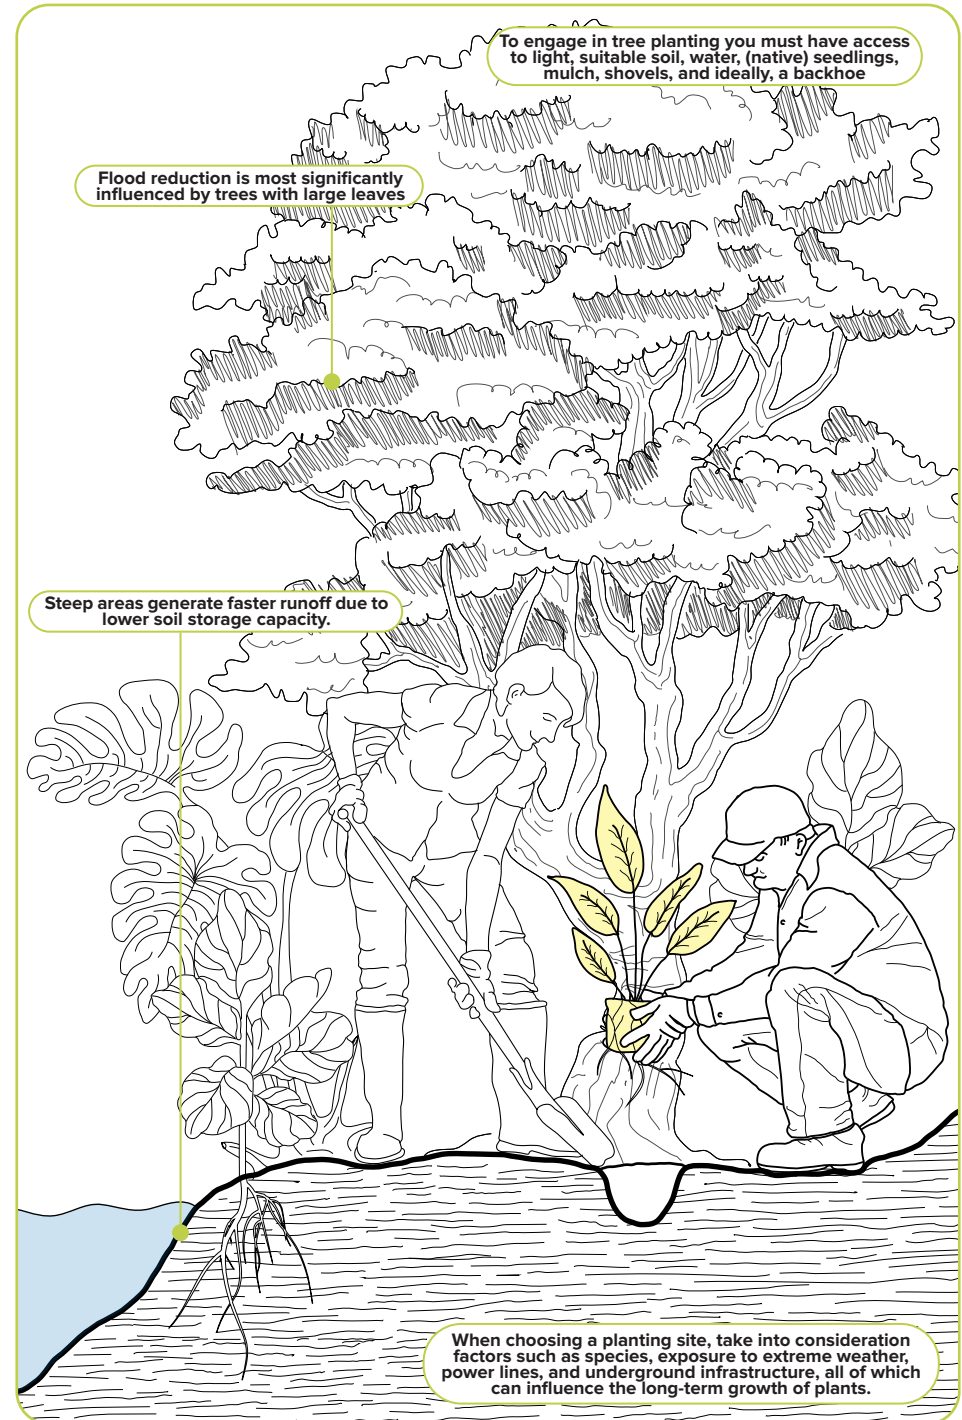 To engage in tree planting you must have access
to light, suitable soil, water, (native) seedlings,
mulch, shovels, and ideally, a backhoe
Flood reduction is most significantly
influenced by trees with large leaves
Steep areas generate faster runoff due to
lower soil storage capacity.
When choosing a planting site, take into consideration
factors such as species, exposure to extreme weather,
power lines, and underground infrastructure, all of which
can influence the long-term growth of plants.